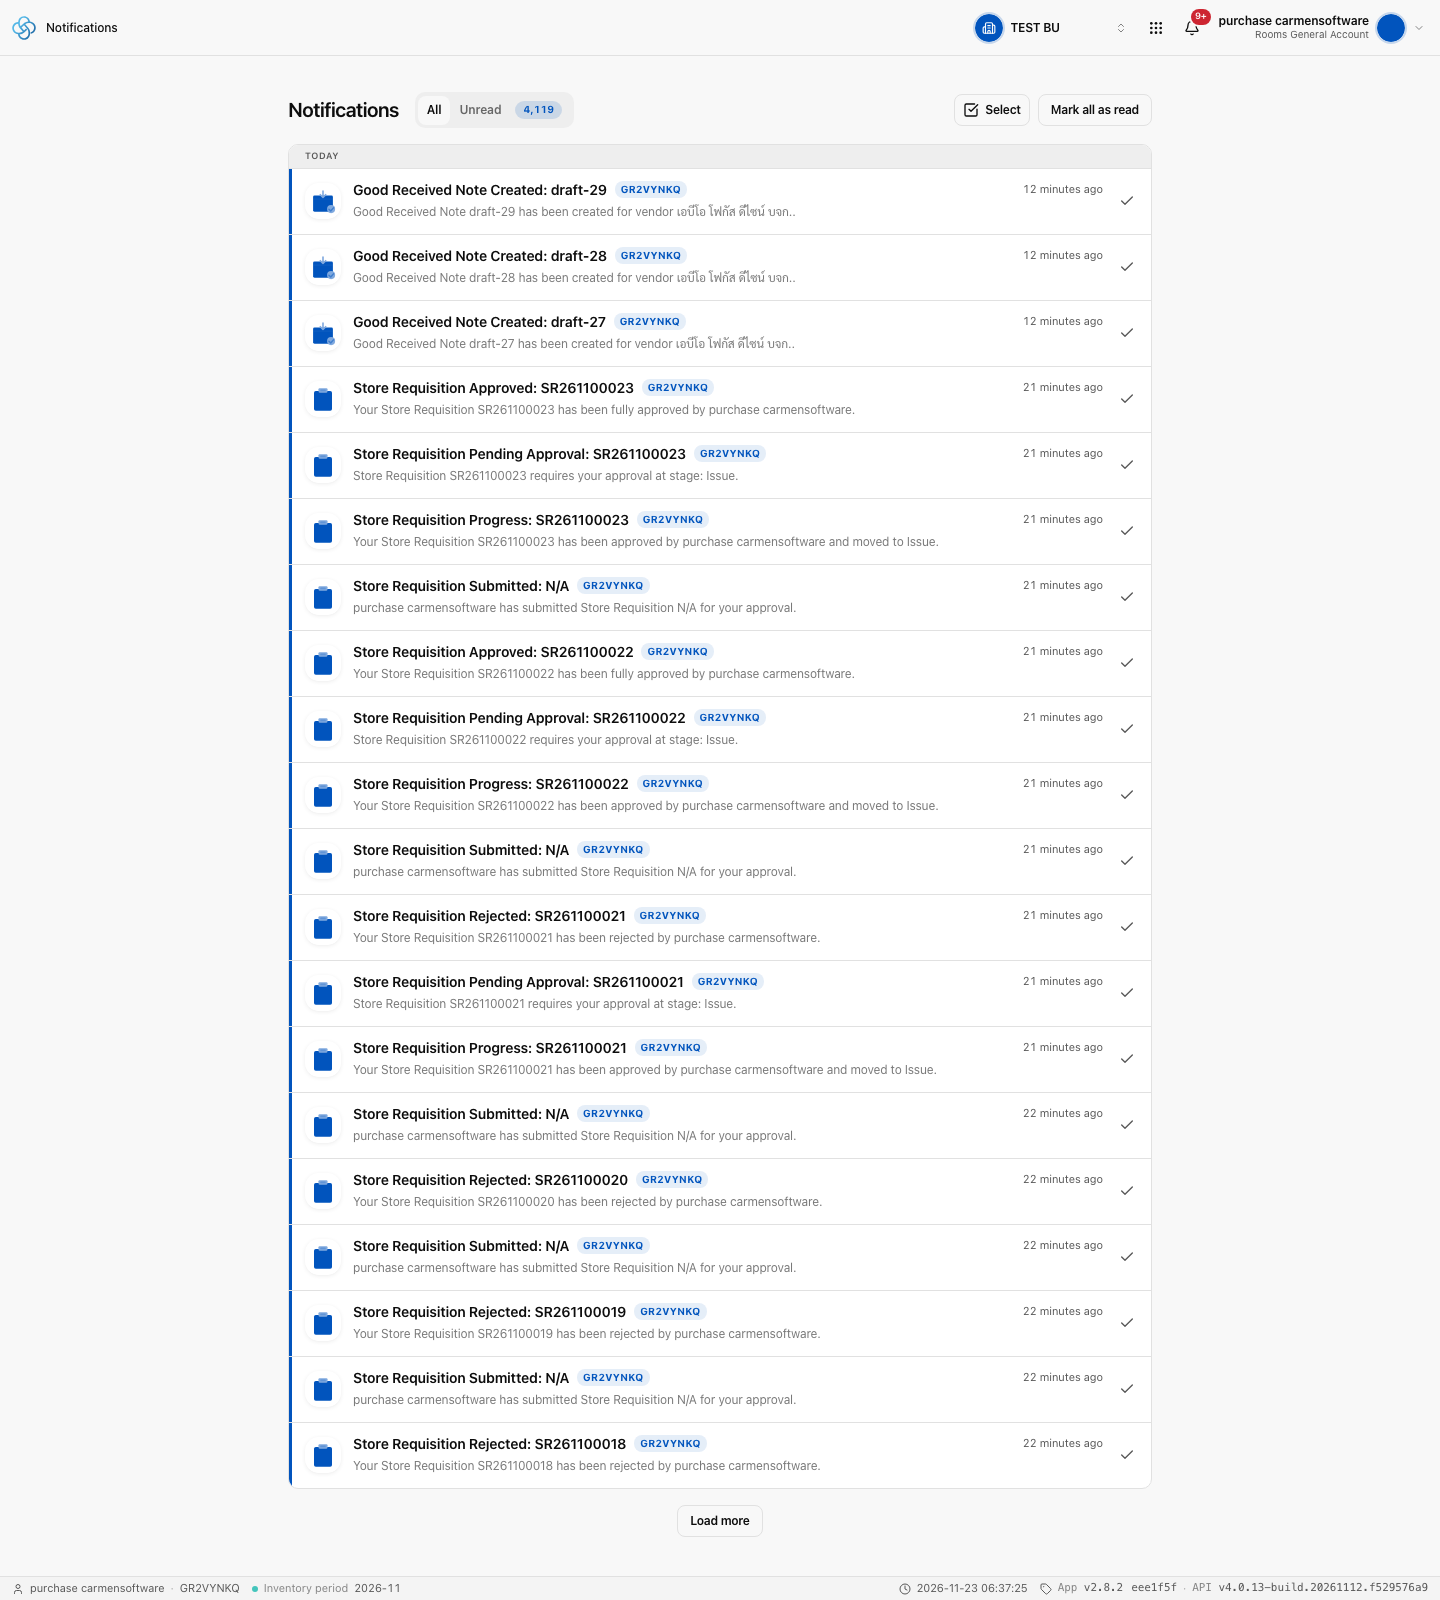 Notifications
TEST BU
9+
purchase carmensoftware
Rooms General Account
Notifications
All
Unread
4,119
Select
Mark all as read
TODAY
Good Received Note Created: draft-29 GR2VYNKQ 12 minutes ago
Good Received Note draft-29 has been created for vendor เอบีโอ โฟกัส ดีไซน์ บจก..
Good Received Note Created: draft-28 GR2VYNKQ 12 minutes ago
Good Received Note draft-28 has been created for vendor เอบีโอ โฟกัส ดีไซน์ บจก..
Good Received Note Created: draft-27 GR2VYNKQ 12 minutes ago
Good Received Note draft-27 has been created for vendor เอบีโอ โฟกัส ดีไซน์ บจก..
Store Requisition Approved: SR261100023 GR2VYNKQ 21 minutes ago
Your Store Requisition SR261100023 has been fully approved by purchase carmensoftware.
Store Requisition Pending Approval: SR261100023 GR2VYNKQ 21 minutes ago
Store Requisition SR261100023 requires your approval at stage: Issue.
Store Requisition Progress: SR261100023 GR2VYNKQ 21 minutes ago
Your Store Requisition SR261100023 has been approved by purchase carmensoftware and moved to Issue.
Store Requisition Submitted: N/A GR2VYNKQ 21 minutes ago
purchase carmensoftware has submitted Store Requisition N/A for your approval.
Store Requisition Approved: SR261100022 GR2VYNKQ 21 minutes ago
Your Store Requisition SR261100022 has been fully approved by purchase carmensoftware.
Store Requisition Pending Approval: SR261100022 GR2VYNKQ 21 minutes ago
Store Requisition SR261100022 requires your approval at stage: Issue.
Store Requisition Progress: SR261100022 GR2VYNKQ 21 minutes ago
Your Store Requisition SR261100022 has been approved by purchase carmensoftware and moved to Issue.
Store Requisition Submitted: N/A GR2VYNKQ 21 minutes ago
purchase carmensoftware has submitted Store Requisition N/A for your approval.
Store Requisition Rejected: SR261100021 GR2VYNKQ 21 minutes ago
Your Store Requisition SR261100021 has been rejected by purchase carmensoftware.
Store Requisition Pending Approval: SR261100021 GR2VYNKQ 21 minutes ago
Store Requisition SR261100021 requires your approval at stage: Issue.
Store Requisition Progress: SR261100021 GR2VYNKQ 21 minutes ago
Your Store Requisition SR261100021 has been approved by purchase carmensoftware and moved to Issue.
Store Requisition Submitted: N/A GR2VYNKQ 22 minutes ago
purchase carmensoftware has submitted Store Requisition N/A for your approval.
Store Requisition Rejected: SR261100020 GR2VYNKQ 22 minutes ago
Your Store Requisition SR261100020 has been rejected by purchase carmensoftware.
Store Requisition Submitted: N/A GR2VYNKQ 22 minutes ago
purchase carmensoftware has submitted Store Requisition N/A for your approval.
Store Requisition Rejected: SR261100019 GR2VYNKQ 22 minutes ago
Your Store Requisition SR261100019 has been rejected by purchase carmensoftware.
Store Requisition Submitted: N/A GR2VYNKQ 22 minutes ago
purchase carmensoftware has submitted Store Requisition N/A for your approval.
Store Requisition Rejected: SR261100018 GR2VYNKQ 22 minutes ago
Your Store Requisition SR261100018 has been rejected by purchase carmensoftware.
Load more
purchase carmensoftware · GR2VYNKQ Inventory period 2026-11 2026-11-23 06:37:25 App v2.8.2 eee1f5f · API v4.0.13-build.20261112.f529576a9